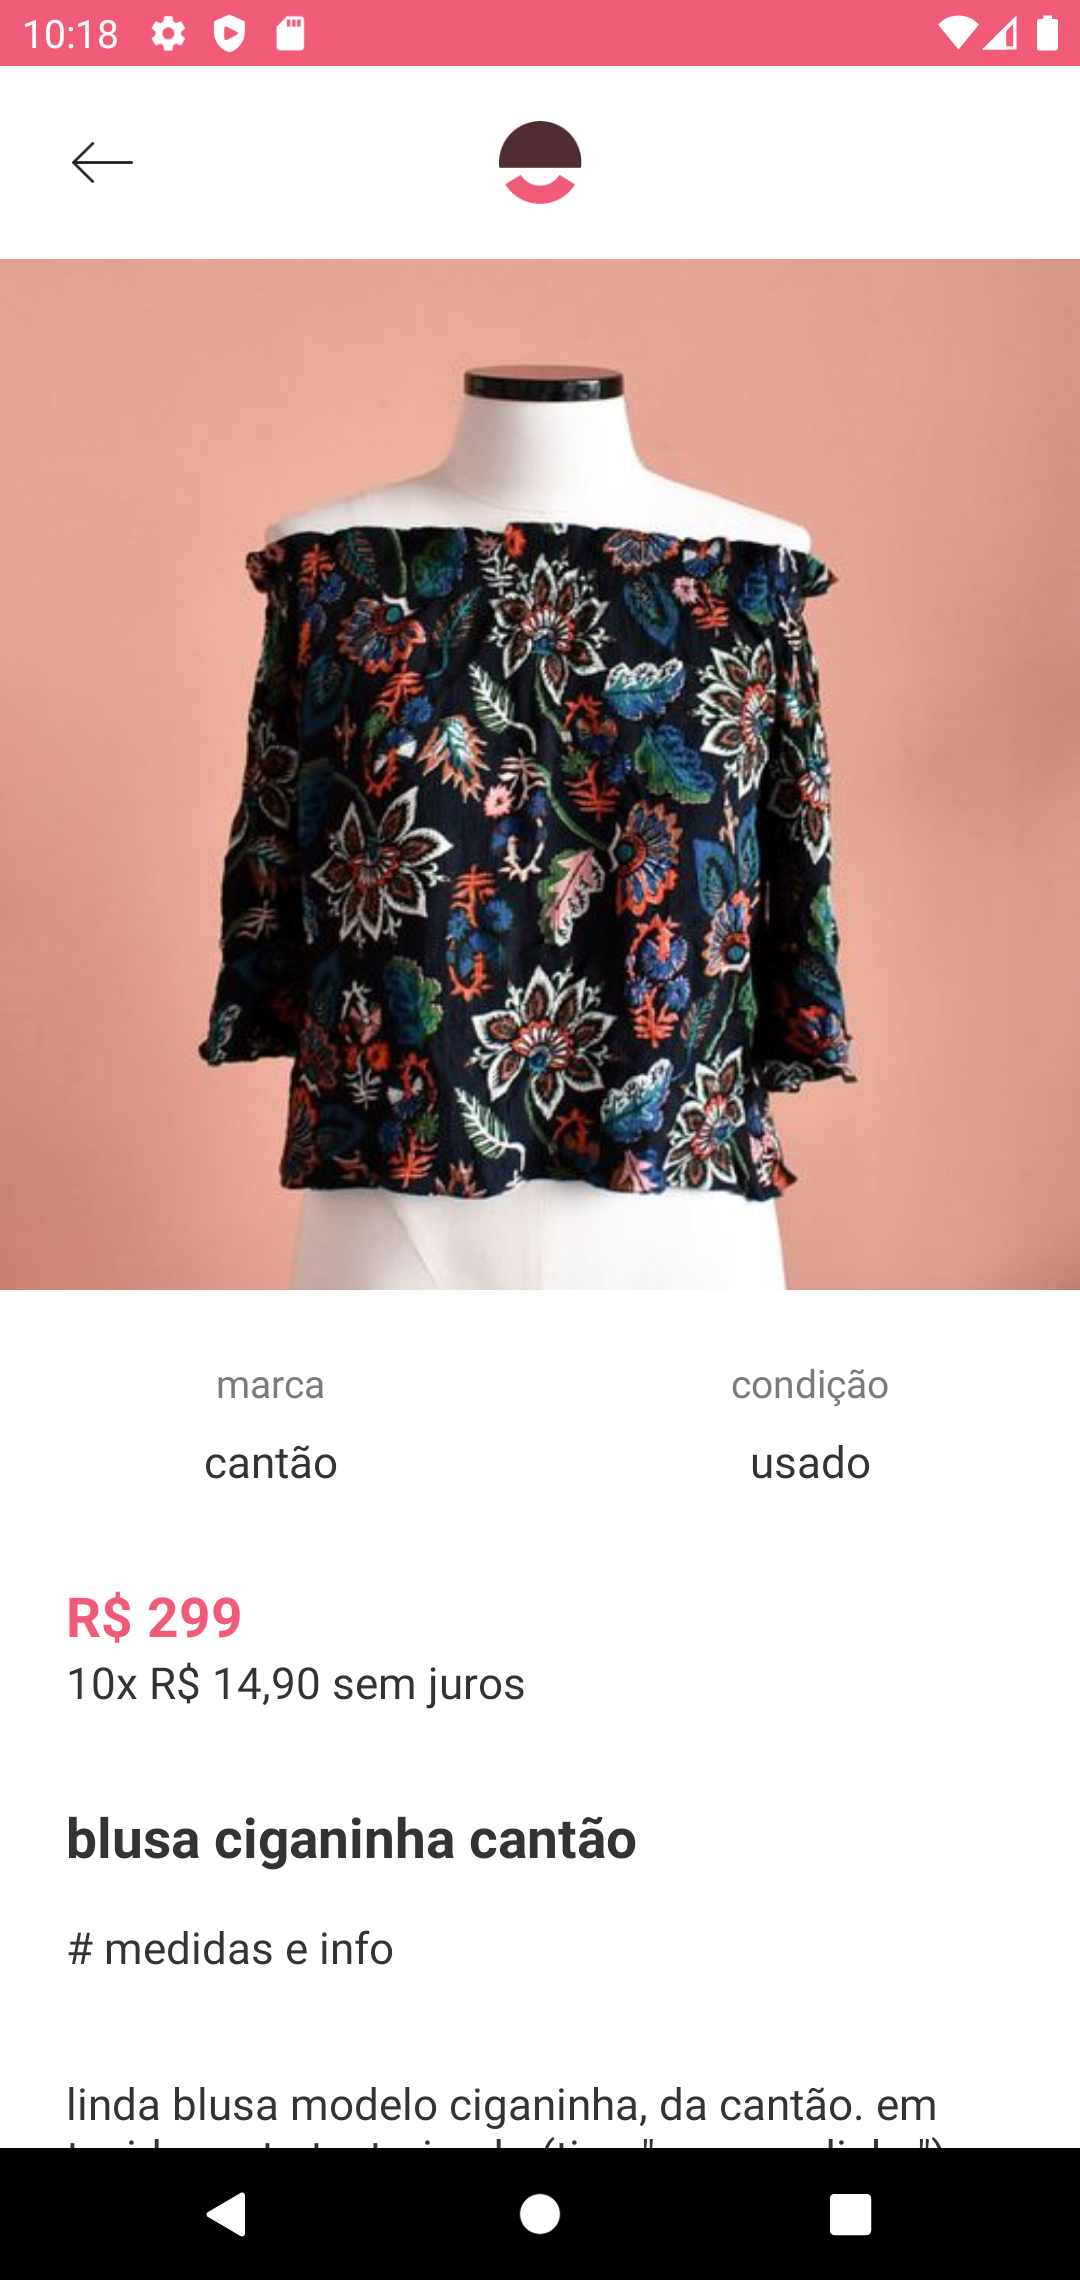 10:18
marca
condição
cantão
usado
R$ 299
10x R$ 14,90 sem juros
blusa ciganinha cantão
# medidas e info
linda blusa modelo ciganinha, da cantão. em